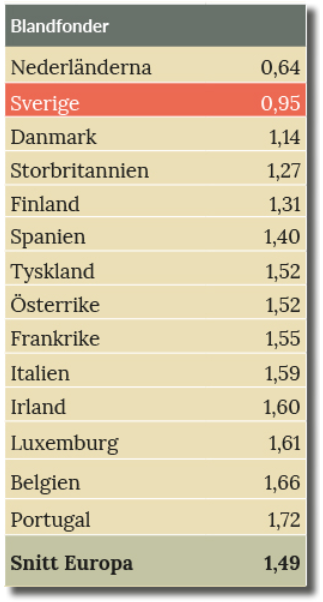 Blandfonder
Nederländerna 0,64
Sverige 0,95
Danmark 1,14
Storbritannien 1,27
Finland 1,31
Spanien 1,40
Tyskland 1,52
Österrike 1,52
Frankrike 1,55
Italien 1,59
Irland 1,60
Luxemburg 1,61
Belgien 1,66
Portugal 1,72
Snitt Europa 1,49